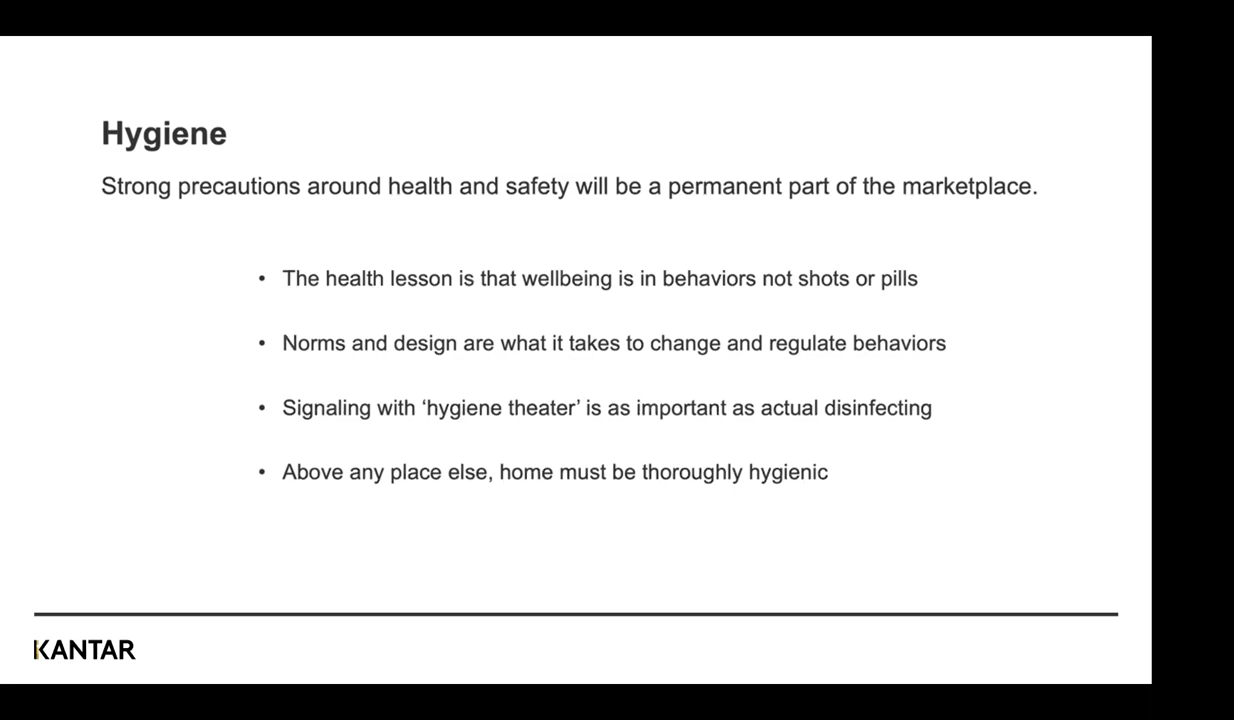 Hygiene
Strong precautions around health and safety will be a permanent part of the marketplace.
• The health lesson is that wellbeing is in behaviors not shots or pills
• Norms and design are what it takes to change and regulate behaviors
• Signaling with ‘hygiene theater’ is as important as actual disinfecting
• Above any place else, home must be thoroughly hygienic
KANTAR